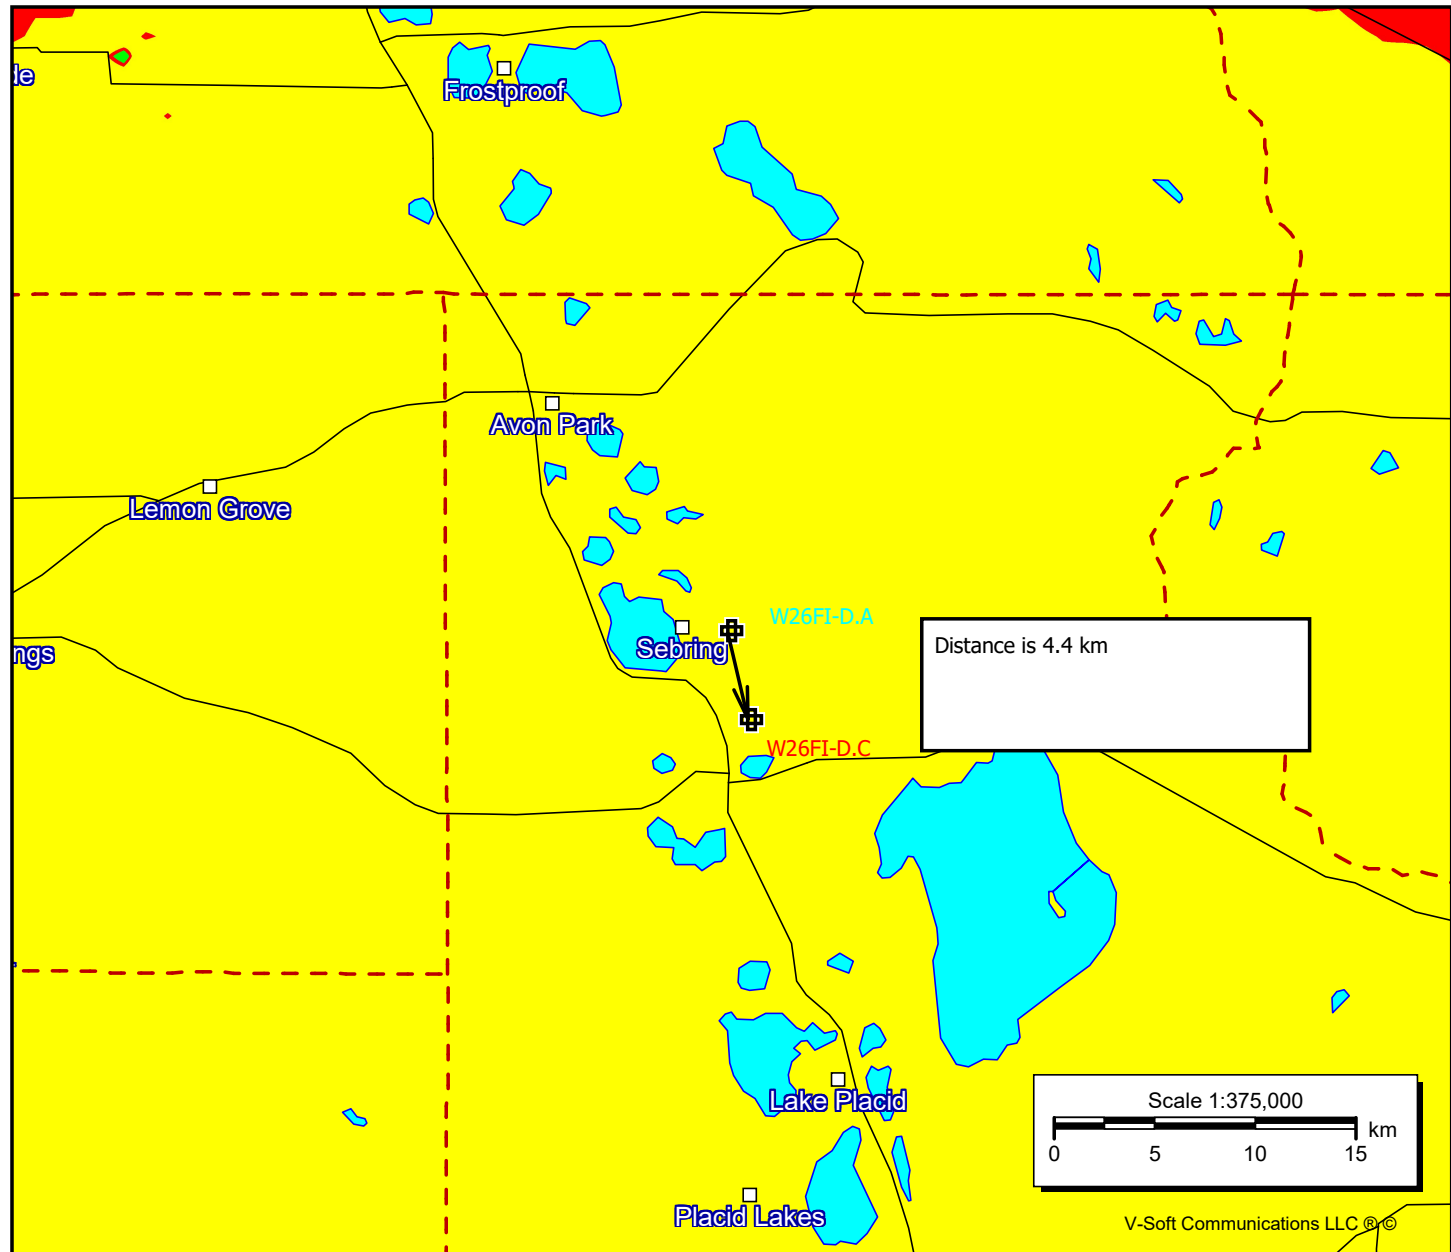 de
Frostproof
Avon Park
Lemon Grove
W26FI-D.A
Sebring
ngs
Distance is 4.4 km
W26FI-D.C
Lake Placid
Scale 1:375,000
km
0 5 10 15
Placid Lakes
V-Soft Communications LLC ® ©